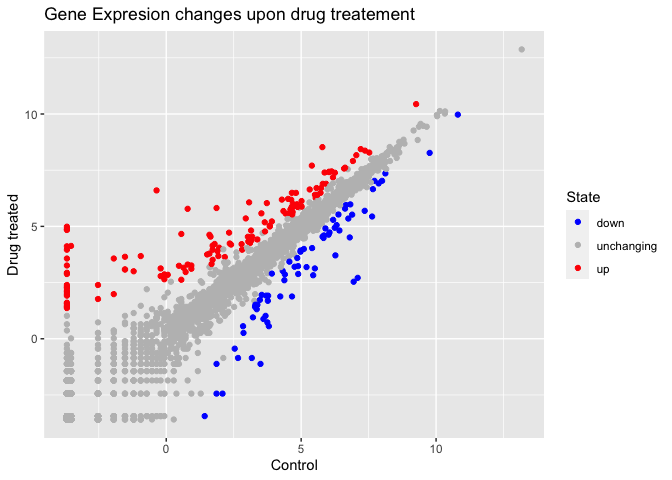 Gene Expresion changes upon drug treatement
Drug treated
10
5
0
0
5
10
Control
State
down
unchanging
up